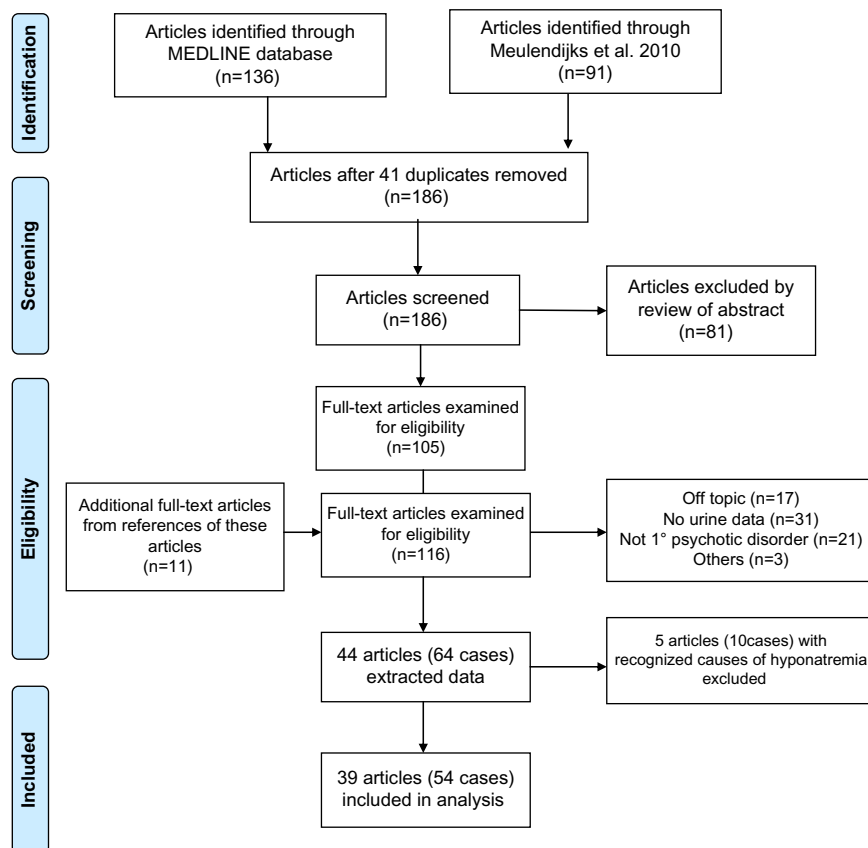 Identification
Articles identified through
MEDLINE database
(n=136)
Articles identified through
Meulendijks et al. 2010
(n=91)
Articles after 41 duplicates removed
(n=186)
Screening
Articles screened
(n=186)
Articles excluded by
review of abstract
(n=81)
Eligibility
Full-text articles examined
for eligibility
(n=105)
Additional full-text articles
from references of these
articles
(n=11)
Full-text articles examined
for eligibility
(n=116)
Off topic (n=17)
No urine data (n=31)
Not 1° psychotic disorder (n=21)
Others (n=3)
44 articles (64 cases)
extracted data
5 articles (10cases) with
recognized causes of hyponatremia
excluded
Included
39 articles (54 cases)
included in analysis